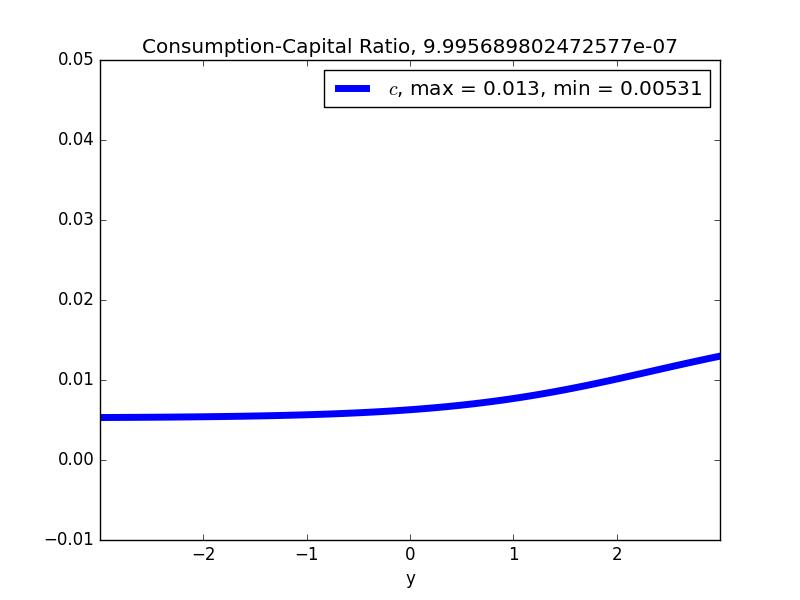 Consumption-Capital Ratio, 9.995689802472577e-07
c, max = 0.013, min = 0.00531
0.05
0.04
0.03
0.02
0.01
0.00
−0.01
−2 −1 0 1 2
y